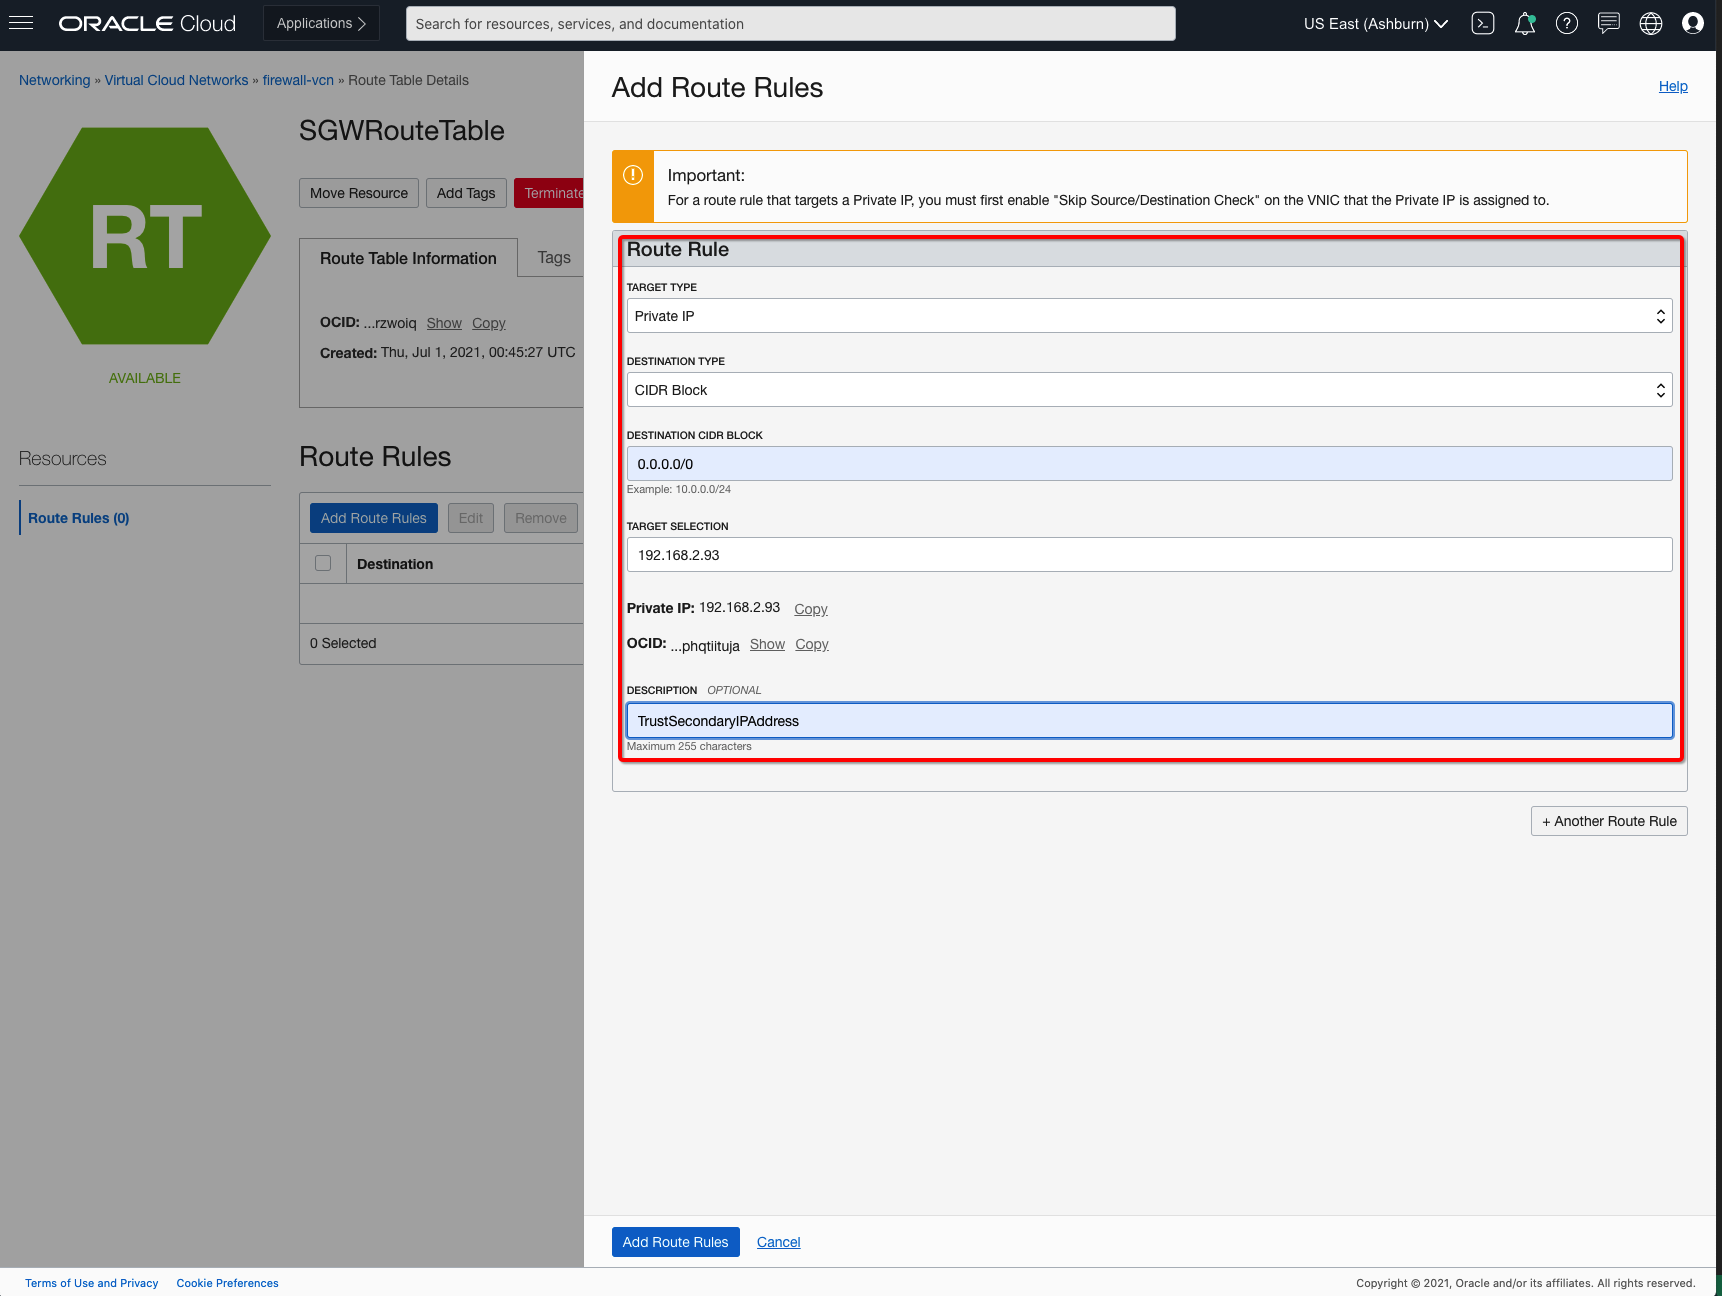 ORACLE Cloud
Applications
Search for resources, services, and documentation
US East (Ashburn)
Networking » Virtual Cloud Networks » firewall-vcn » Route Table Details
RT
AVAILABLE
SGWRouteTable
Move Resource
Add Tags
Terminate
Route Table Information
Tags
OCID: ...rzwoiq Show Copy
Created: Thu, Jul 1, 2021, 00:45:27 UTC
Resources
Route Rules (0)
Route Rules
Add Route Rules
Edit
Remove
Destination
0 Selected
Add Route Rules
Help
Important:
For a route rule that targets a Private IP, you must first enable "Skip Source/Destination Check" on the VNIC that the Private IP is assigned to.
Route Rule
TARGET TYPE
Private IP
DESTINATION TYPE
CIDR Block
DESTINATION CIDR BLOCK
0.0.0.0/0
Example: 10.0.0.0/24
TARGET SELECTION
192.168.2.93
Private IP: 192.168.2.93 Copy
OCID: ...phqtiituja Show Copy
DESCRIPTION OPTIONAL
TrustSecondaryIPAddress
Maximum 255 characters
+ Another Route Rule
Add Route Rules
Cancel
Terms of Use and Privacy
Cookie Preferences
Copyright © 2021, Oracle and/or its affiliates. All rights reserved.